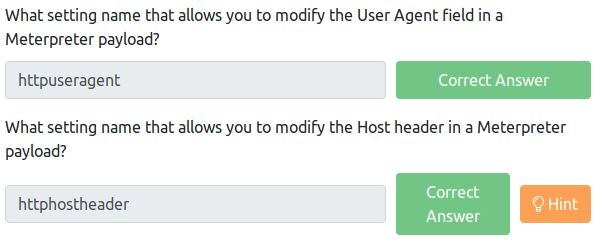 What setting name that allows you to modify the User Agent field in a
Meterpreter payload?
httpuseragent
Correct Answer
What setting name that allows you to modify the Host header in a Meterpreter
payload?
httphostheader
Correct
Answer
Hint